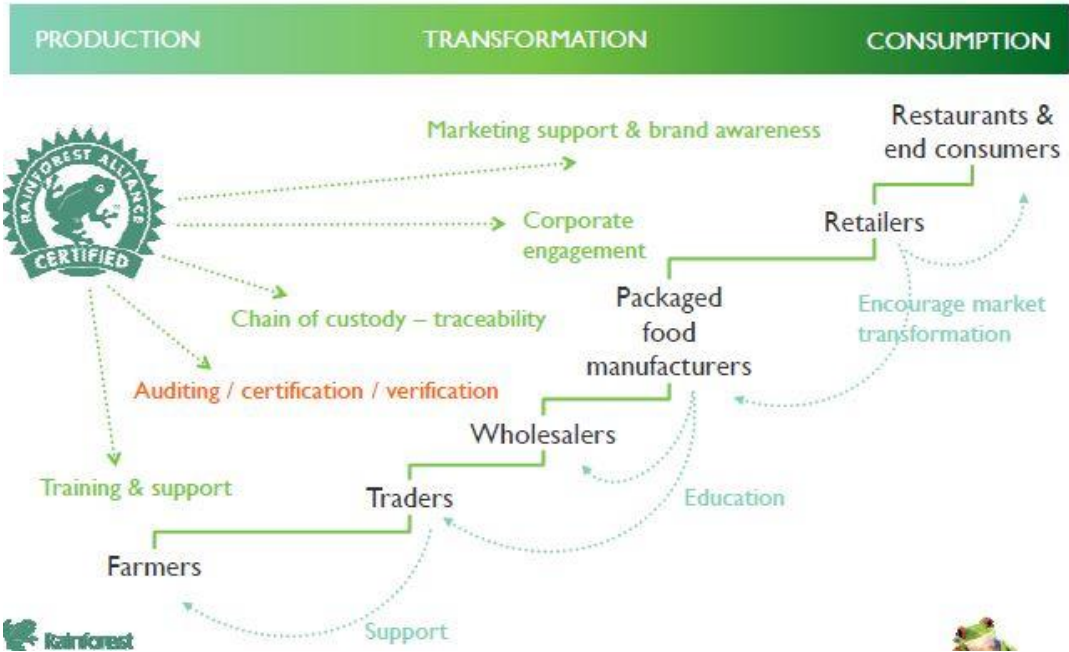 PRODUCTION TRANSFORMATION CONSUMPTION
Restaurants &
end consumers
Marketing support & brand awareness
RAINFOREST ALLIANCE
CERTIFIED
Retailers
Corporate
engagement
Packaged
food
manufacturers
Encourage market
transformation
Chain of custody – traceability
Auditing / certification / verification
Wholesalers
Training & support
Traders
Education
Farmers
Support
Rainforest